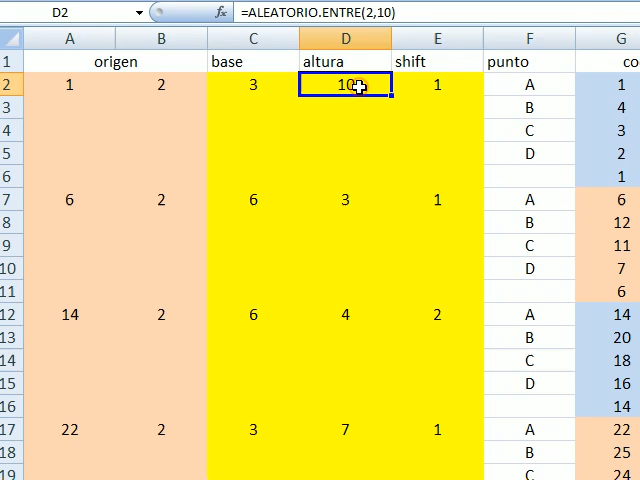 D2 fx =ALEATORIO.ENTRE(2,10)
A B C D E F G
1 origen base altura shift punto co
2 1 2 3 10 1 A 1
3 B 4
4 C 3
5 D 2
6 1
7 6 2 6 3 1 A 6
8 B 12
9 C 11
10 D 7
11 6
12 14 2 6 4 2 A 14
13 B 20
14 C 18
15 D 16
16 14
17 22 2 3 7 1 A 22
18 B 25
19 C 24